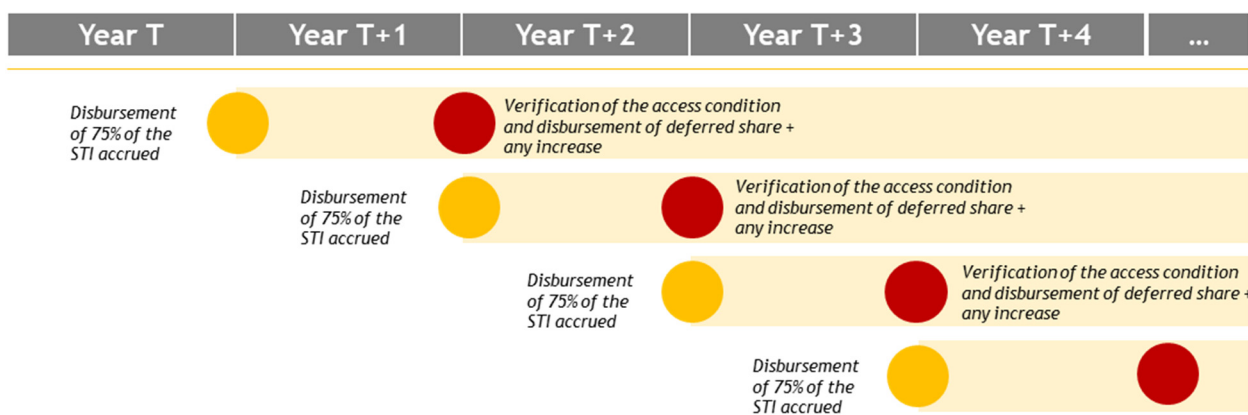 Year T
Year T+1
Year T+2
Year T+3
Year T+4
...
Disbursement
of 75% of the
STI accrued
Verification of the access condition
and disbursement of deferred share +
any increase
Disbursement
of 75% of the
STI accrued
Verification of the access condition
and disbursement of deferred share +
any increase
Disbursement
of 75% of the
STI accrued
Verification of the access condition
and disbursement of deferred share +
any increase
Disbursement
of 75% of the
STI accrued